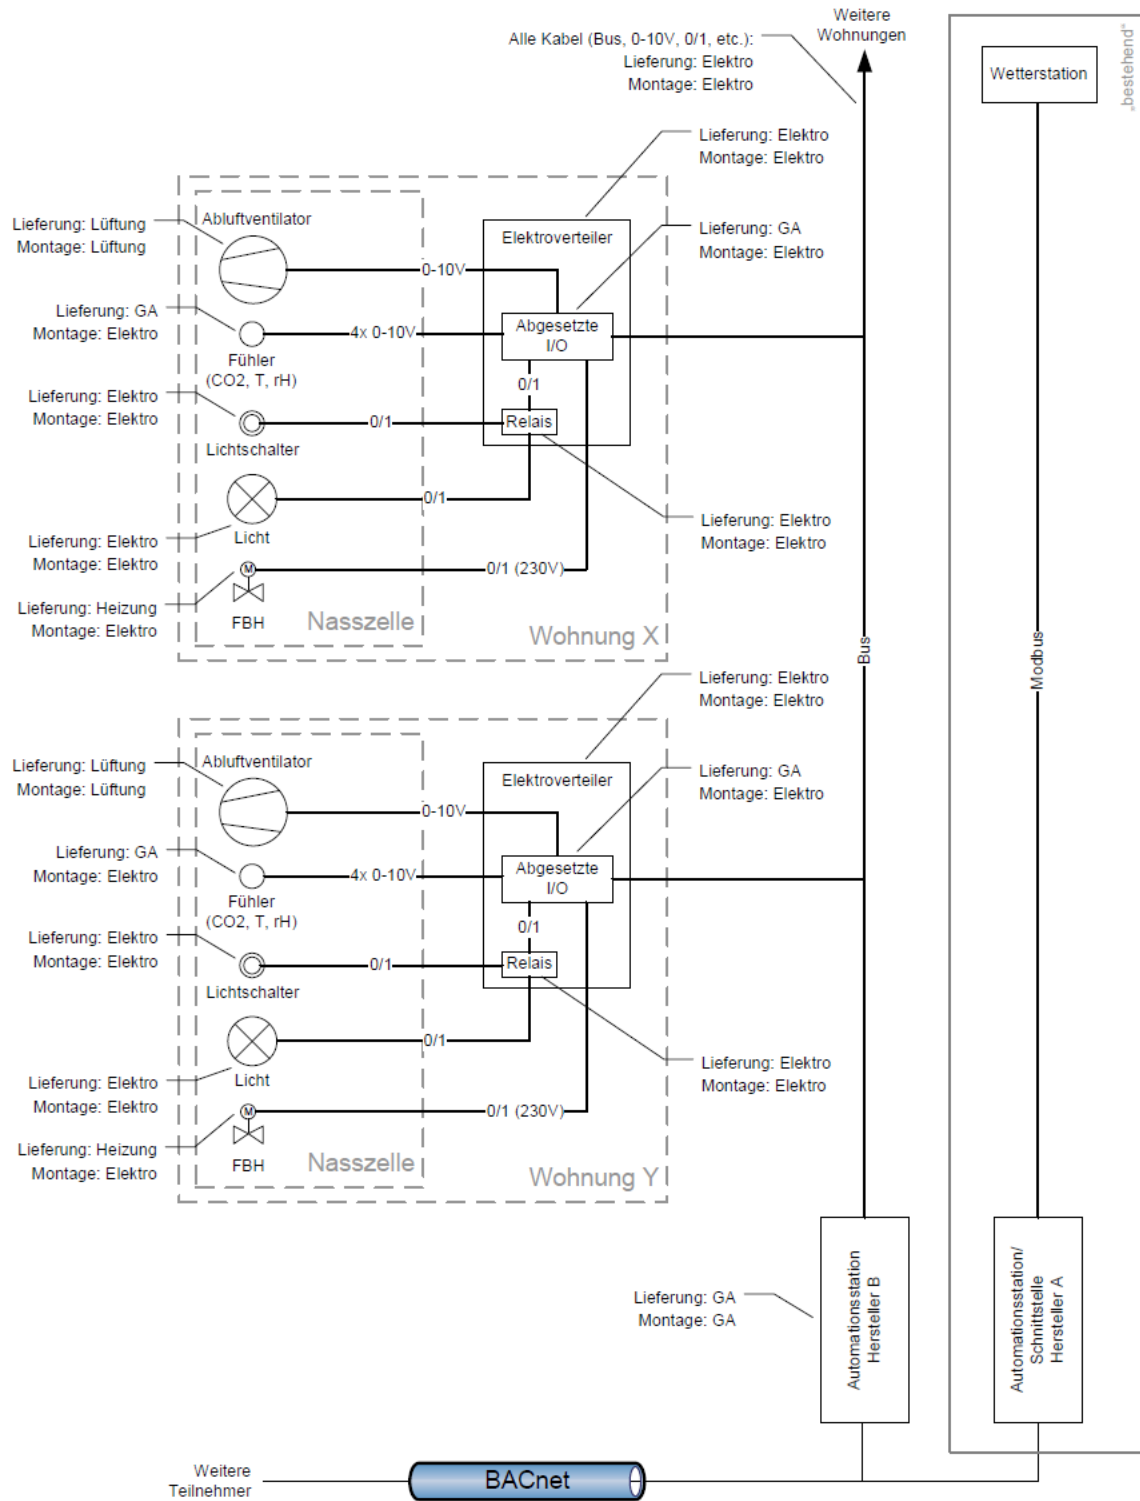 Weitere
Wohnungen
Alle Kabel (Bus, 0-10V, 0/1, etc.):
Lieferung: Elektro
Montage: Elektro
„bestehend“
Wetterstation
Lieferung: Elektro
Montage: Elektro
Lieferung: Lüftung
Montage: Lüftung
Abluftventilator
Elektroverteiler
Lieferung: GA
Montage: Elektro
0-10V
Lieferung: GA
Montage: Elektro
4x 0-10V
Abgesetzte
I/O
Fühler
(CO2, T, rH)
0/1
Lieferung: Elektro
Montage: Elektro
0/1
Relais
Lichtschalter
0/1
Lieferung: Elektro
Montage: Elektro
Licht
Lieferung: Elektro
Montage: Elektro
M
0/1 (230V)
Lieferung: Heizung
Montage: Elektro
FBH
Nasszelle
Wohnung X
Bus
Modbus
Lieferung: Elektro
Montage: Elektro
Lieferung: Lüftung
Montage: Lüftung
Abluftventilator
Elektroverteiler
Lieferung: GA
Montage: Elektro
0-10V
Lieferung: GA
Montage: Elektro
4x 0-10V
Abgesetzte
I/O
Fühler
(CO2, T, rH)
0/1
Lieferung: Elektro
Montage: Elektro
0/1
Relais
Lichtschalter
0/1
Lieferung: Elektro
Montage: Elektro
Licht
Lieferung: Elektro
Montage: Elektro
M
0/1 (230V)
Lieferung: Heizung
Montage: Elektro
FBH
Nasszelle
Wohnung Y
Lieferung: GA
Montage: GA
Automationsstation
Hersteller B
Automationsstation/
Schnittstelle
Hersteller A
Weitere
Teilnehmer
BACnet